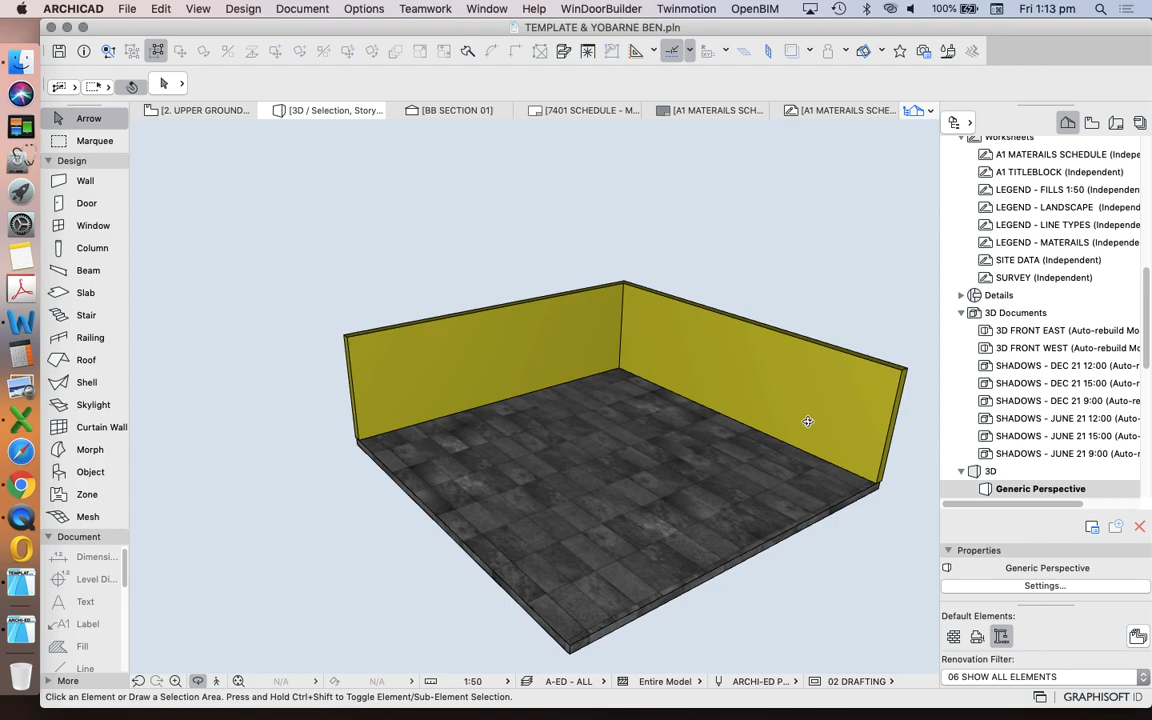 ARCHICAD File Edit View Design Document Options Teamwork Window Help WinDoorBuilder Twinmotion OpenBIM 100% Fri 1:13 pm
TEMPLATE & YOBARNE BEN.pln
[2. UPPER GROUND... [3D / Selection, Story... [BB SECTION 01] [7401 SCHEDULE - M... [A1 MATERAILS SCH... [A1 MATERAILS SCHE...
Arrow
Marquee
Design
Wall
Door
Window
Column
Beam
Slab
Stair
Railing
Roof
Shell
Skylight
Curtain Wall
Morph
Object
Zone
Mesh
Document
Dimensi...
Level Di...
Text
Label
Fill
Line
More
Worksheets
A1 MATERAILS SCHEDULE (Indepe
A1 TITLEBLOCK (Independent)
LEGEND - FILLS 1:50 (Independen
LEGEND - LANDSCAPE (Independ
LEGEND - LINE TYPES (Independe
LEGEND - MATERAILS (Independe
SITE DATA (Independent)
SURVEY (Independent)
Details
3D Documents
3D FRONT EAST (Auto-rebuild Mo
3D FRONT WEST (Auto-rebuild Mc
SHADOWS - DEC 21 12:00 (Auto-r
SHADOWS - DEC 21 15:00 (Auto-r
SHADOWS - DEC 21 9:00 (Auto-re
SHADOWS - JUNE 21 12:00 (Auto-
SHADOWS - JUNE 21 15:00 (Auto-
SHADOWS - JUNE 21 9:00 (Auto-r
3D
Generic Perspective
Properties
Generic Perspective
Settings...
Default Elements:
Renovation Filter:
06 SHOW ALL ELEMENTS
N/A N/A 1:50 A-ED - ALL Entire Model ARCHI-ED P... 02 DRAFTING
Click an Element or Draw a Selection Area. Press and Hold Ctrl+Shift to Toggle Element/Sub-Element Selection.
GRAPHISOFT ID